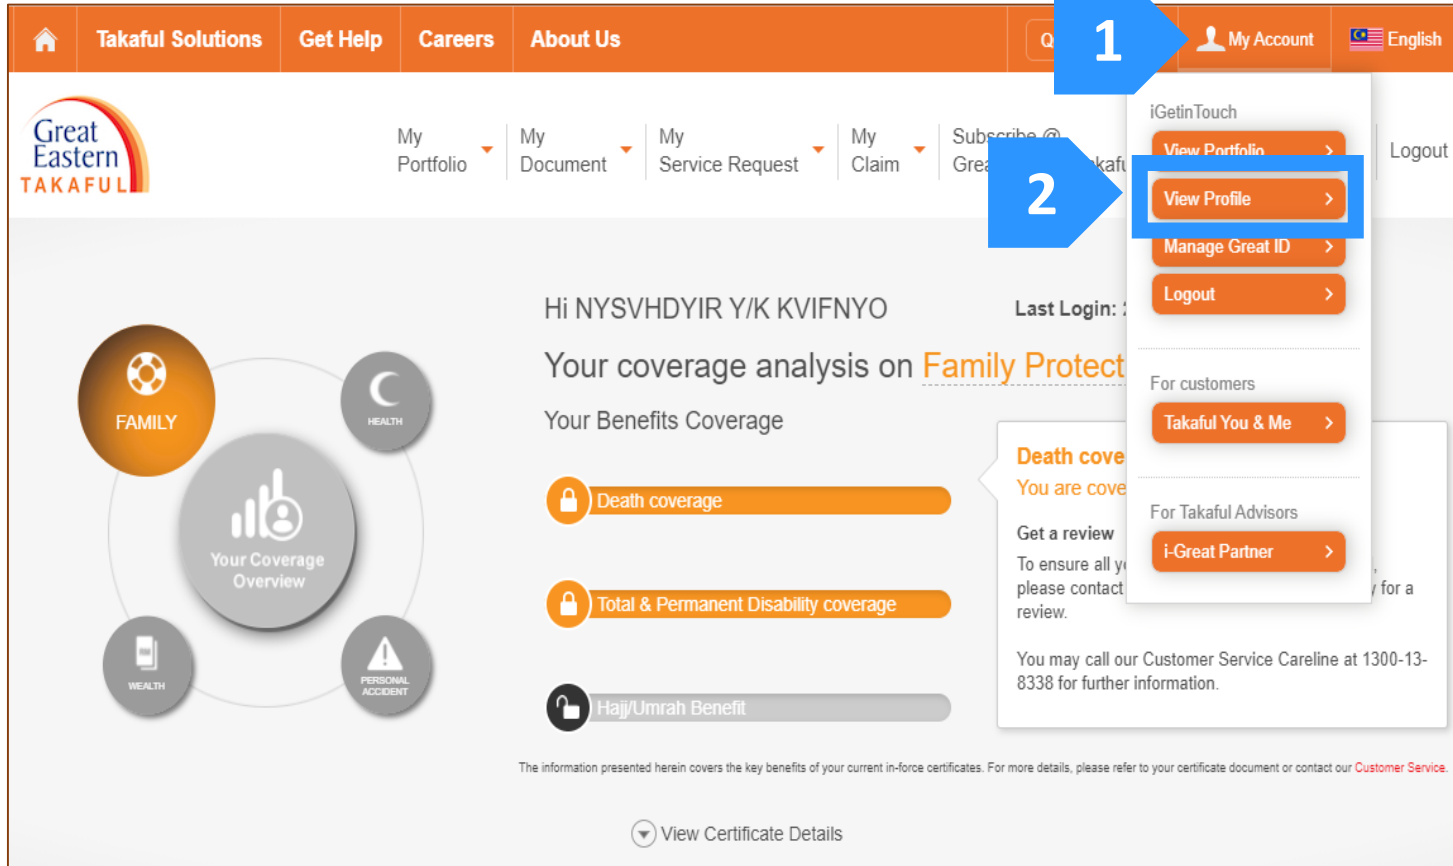 Takaful Solutions Get Help Careers About Us
1
My Account
English
Great
Eastern
TAKAFUL
My
Portfolio
My
Document
My
Service Request
My
Claim
Subscribe @
Logout
iGetinTouch
View Portfolio
2
View Profile
Manage Great ID
Logout
For customers
Takaful You & Me
For Takaful Advisors
i-Great Partner
Hi NYSVHDYIR Y/K KVIFNYO
Last Login:
Your coverage analysis on Family Protect
Your Benefits Coverage
FAMILY
HEALTH
Your Coverage
Overview
WEALTH
PERSONAL
ACCIDENT
Death coverage
Total & Permanent Disability coverage
Hajj/Umrah Benefit
Death cove
You are cove
Get a review
To ensure all yo
please contact
y for a
review.
You may call our Customer Service Careline at 1300-13-
8338 for further information.
The information presented herein covers the key benefits of your current in-force certificates. For more details, please refer to your certificate document or contact our Customer Service.
View Certificate Details